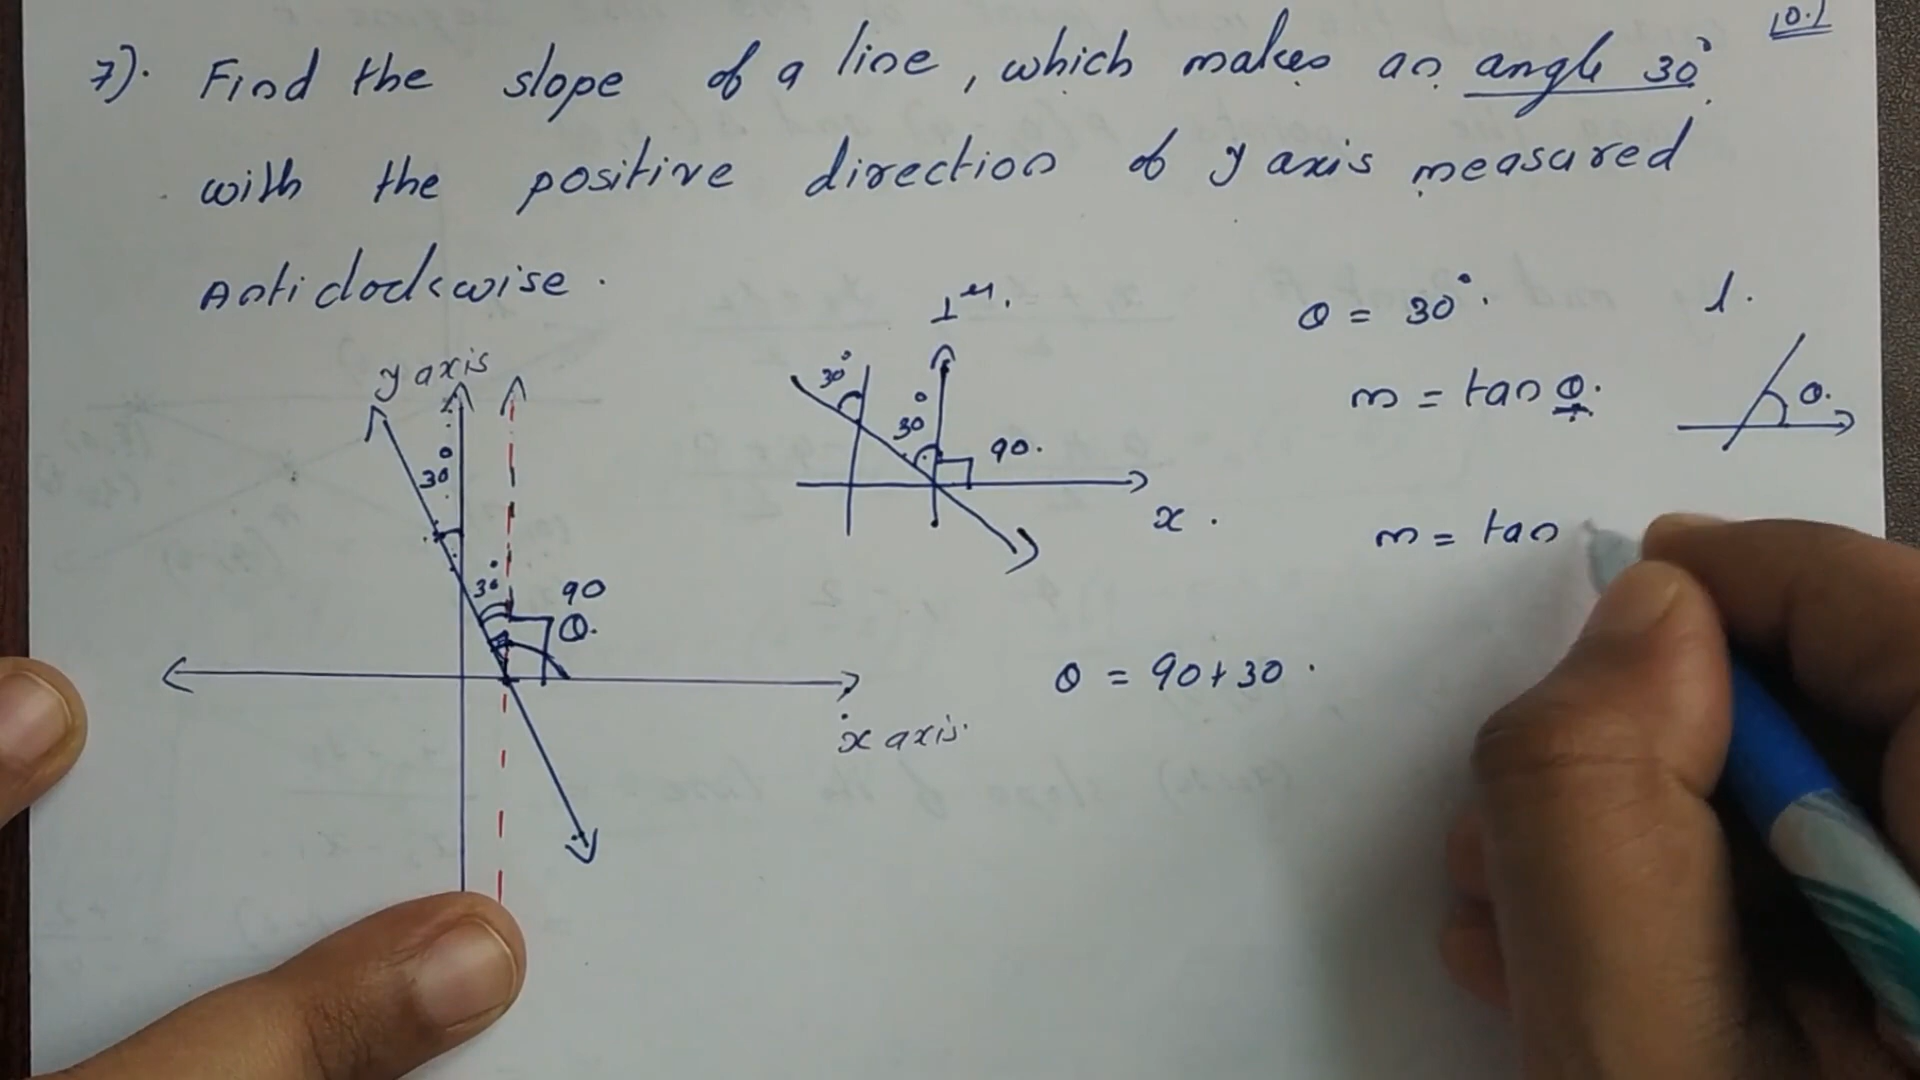 10.1
7). Find the slope of a line, which makes an angle 30°
with the positive direction of y axis measured
Anticlockwise.
y axis
30°
30°
90
θ.
x axis.
30°
30°
90.
x.
θ = 30°.
m = tan θ.
l.
θ.
m = tan
θ = 90+30.